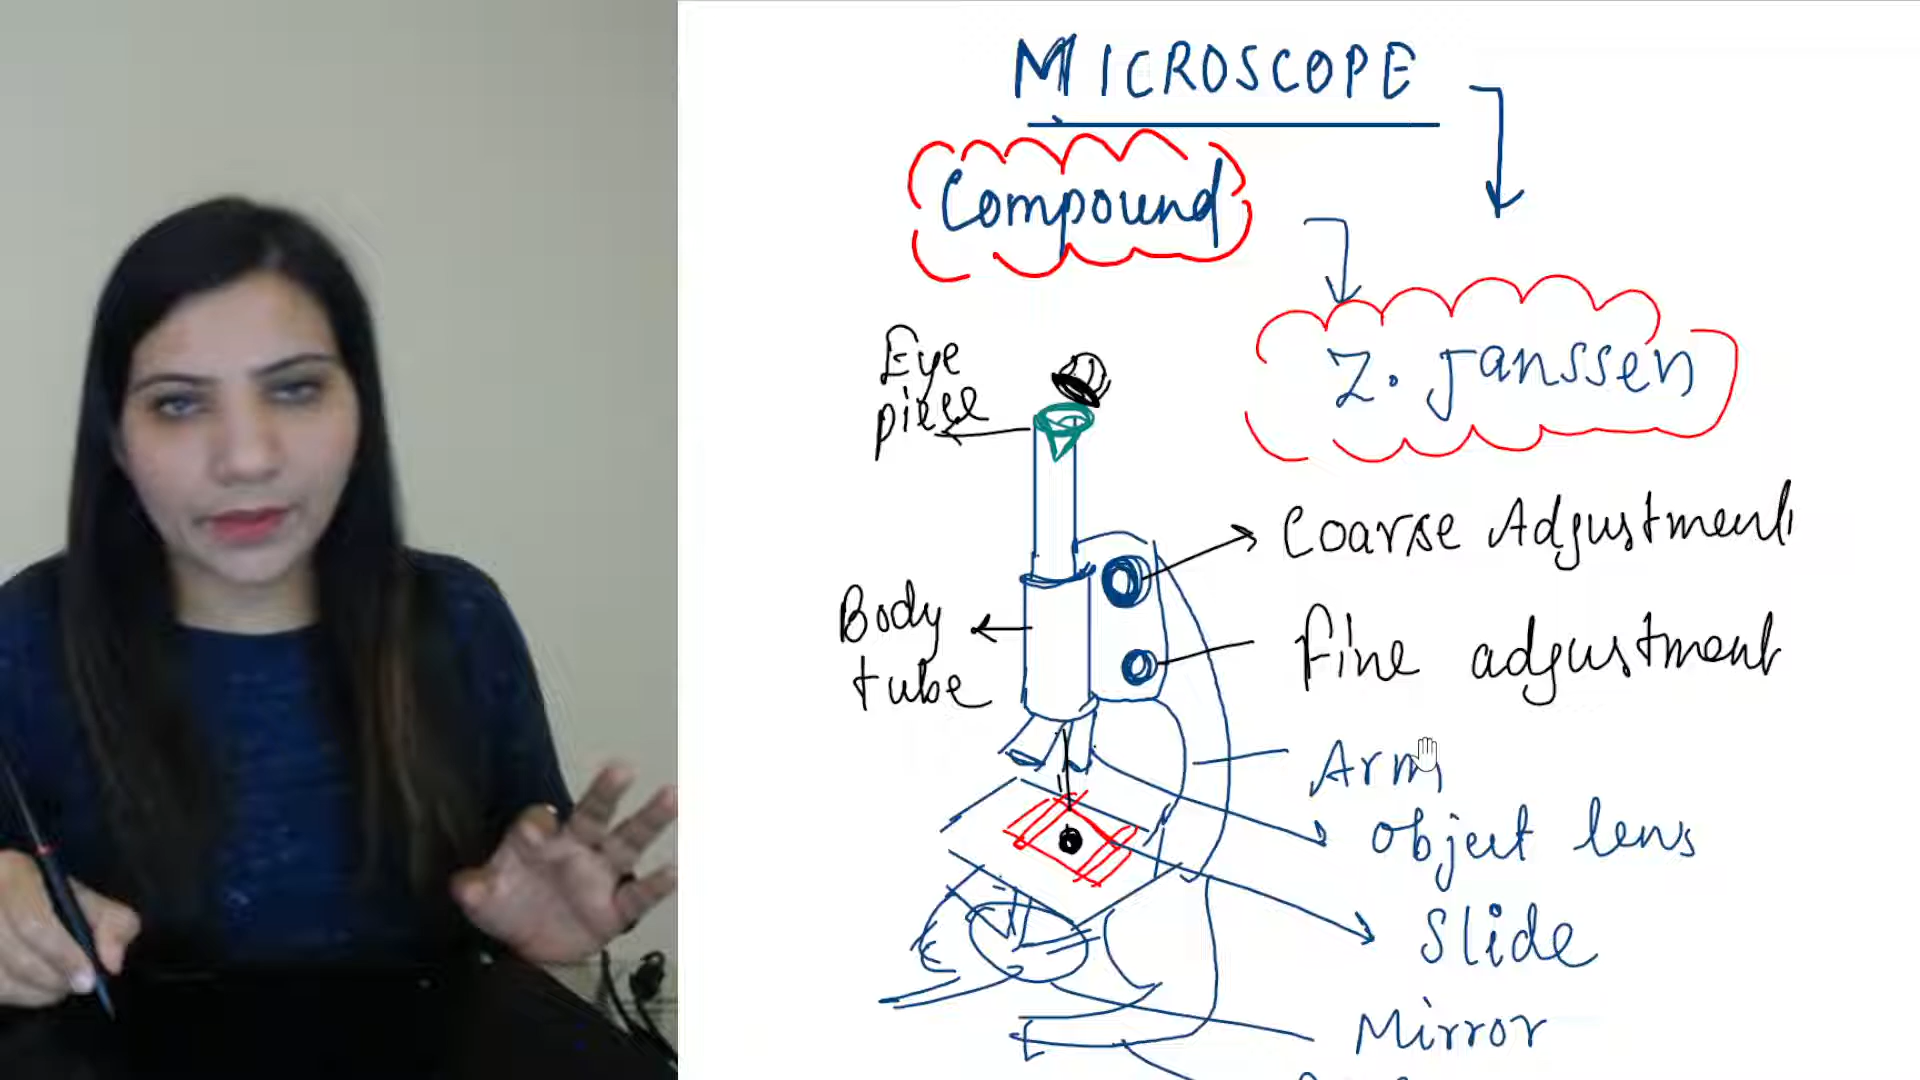 MICROSCOPE
Compound
Z. Janssen
Eye
piece
Coarse Adjustment
Fine adjustment
Body
tube
Arm
Object lens
Slide
Mirror